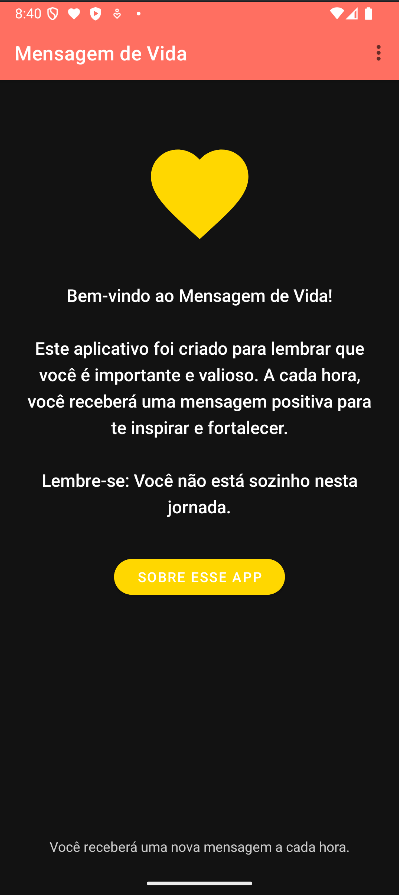 8:40
Mensagem de Vida
Bem-vindo ao Mensagem de Vida!
Este aplicativo foi criado para lembrar que
você é importante e valioso. A cada hora,
você receberá uma mensagem positiva para
te inspirar e fortalecer.
Lembre-se: Você não está sozinho nesta
jornada.
SOBRE ESSE APP
Você receberá uma nova mensagem a cada hora.